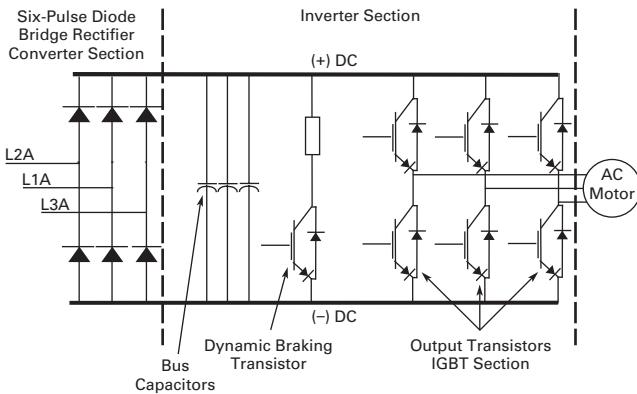 Six-Pulse Diode
Bridge Rectifier
Converter Section
Inverter Section
(+) DC
L2A
L1A
L3A
AC
Motor
(–) DC
Bus
Capacitors
Dynamic Braking
Transistor
Output Transistors
IGBT Section